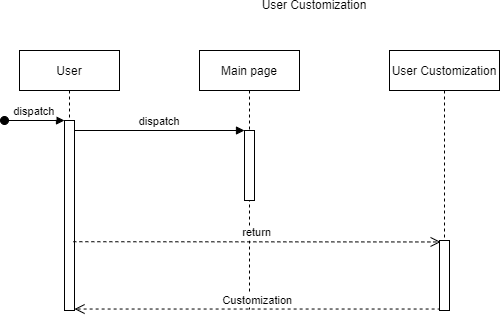 User Customization
User
Main page
User Customization
dispatch
dispatch
return
Customization